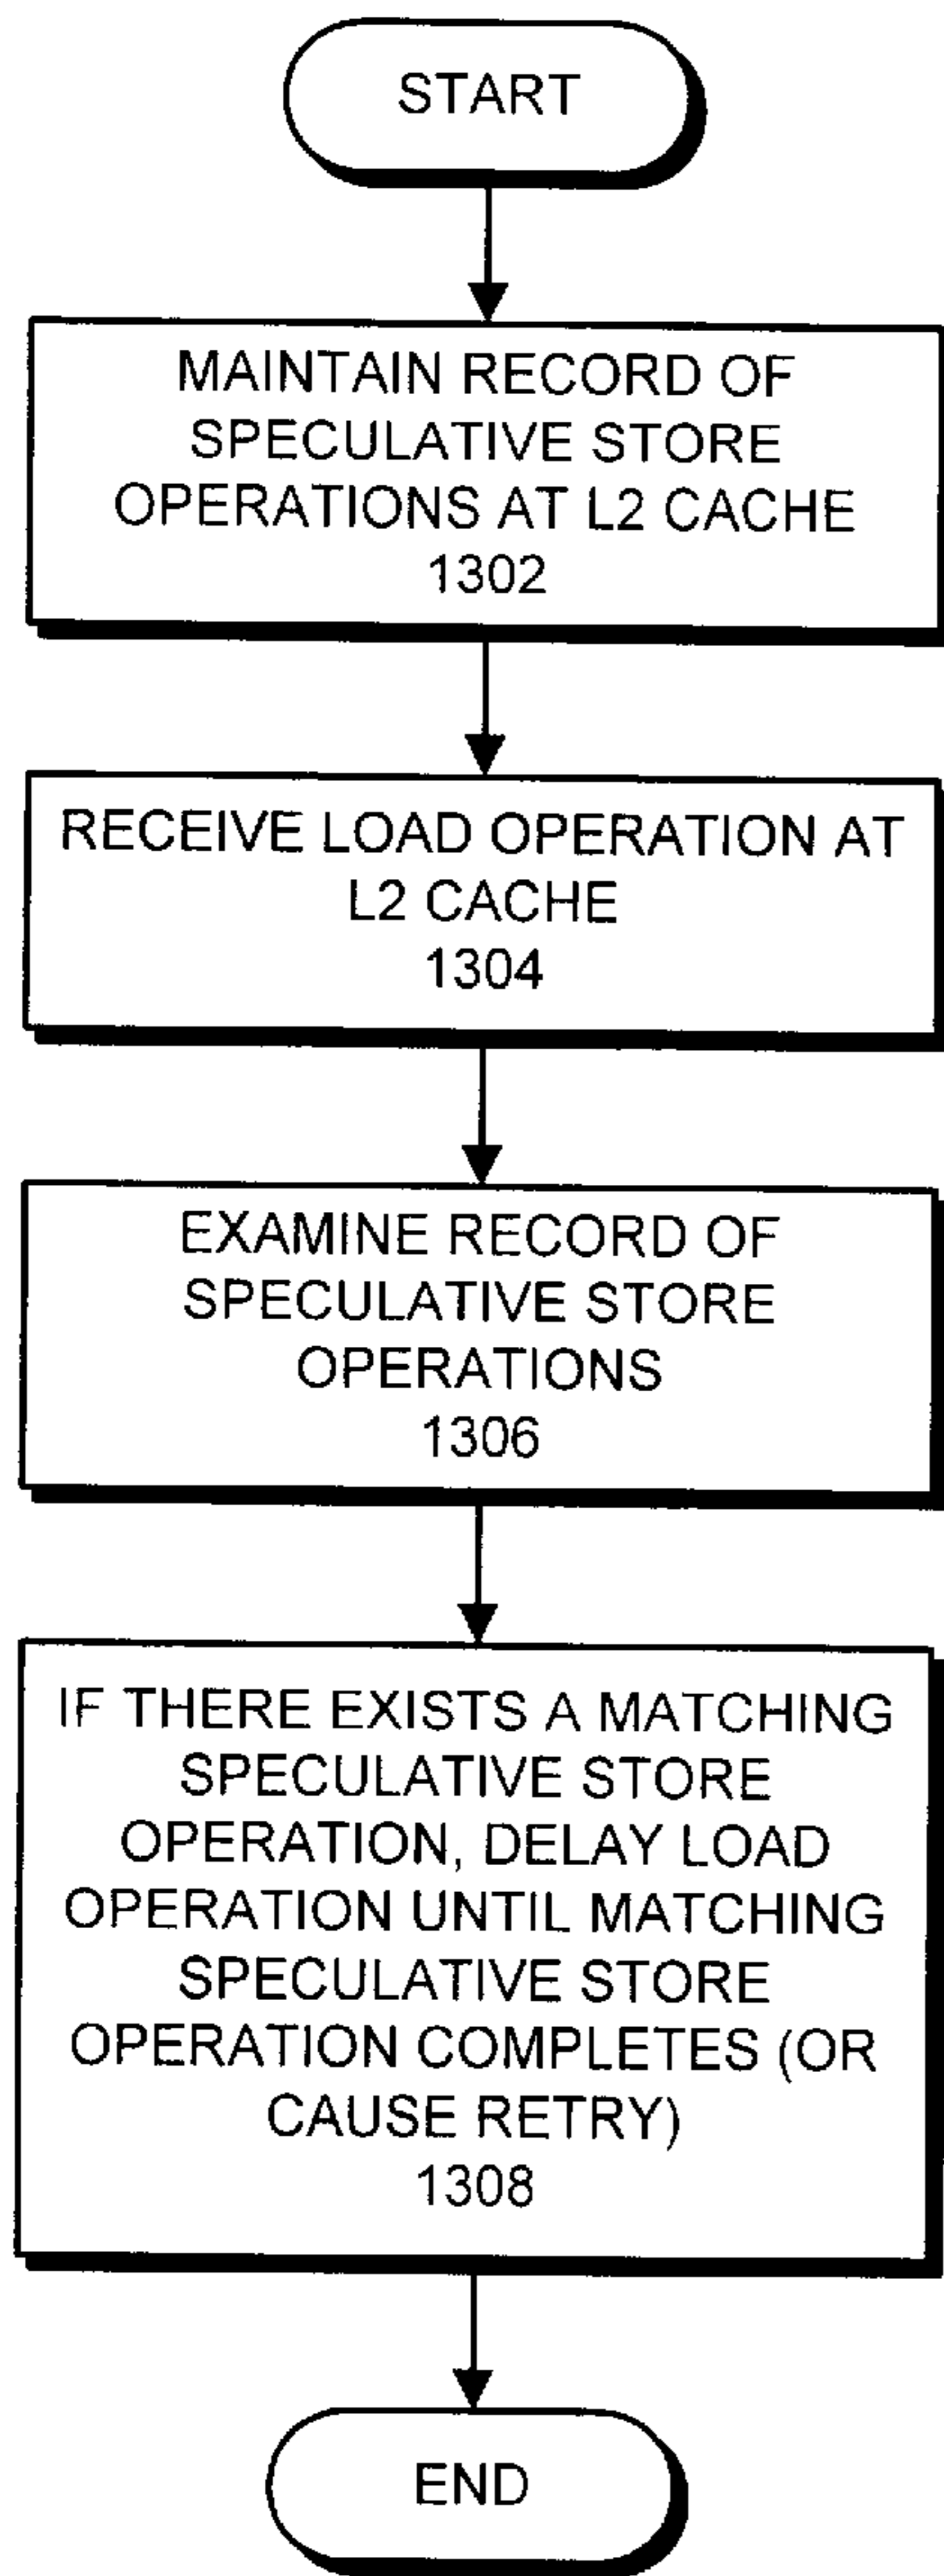 START
MAINTAIN RECORD OF
SPECULATIVE STORE
OPERATIONS AT L2 CACHE
1302
RECEIVE LOAD OPERATION AT
L2 CACHE
1304
EXAMINE RECORD OF
SPECULATIVE STORE
OPERATIONS
1306
IF THERE EXISTS A MATCHING
SPECULATIVE STORE
OPERATION, DELAY LOAD
OPERATION UNTIL MATCHING
SPECULATIVE STORE
OPERATION COMPLETES (OR
CAUSE RETRY)
1308
END